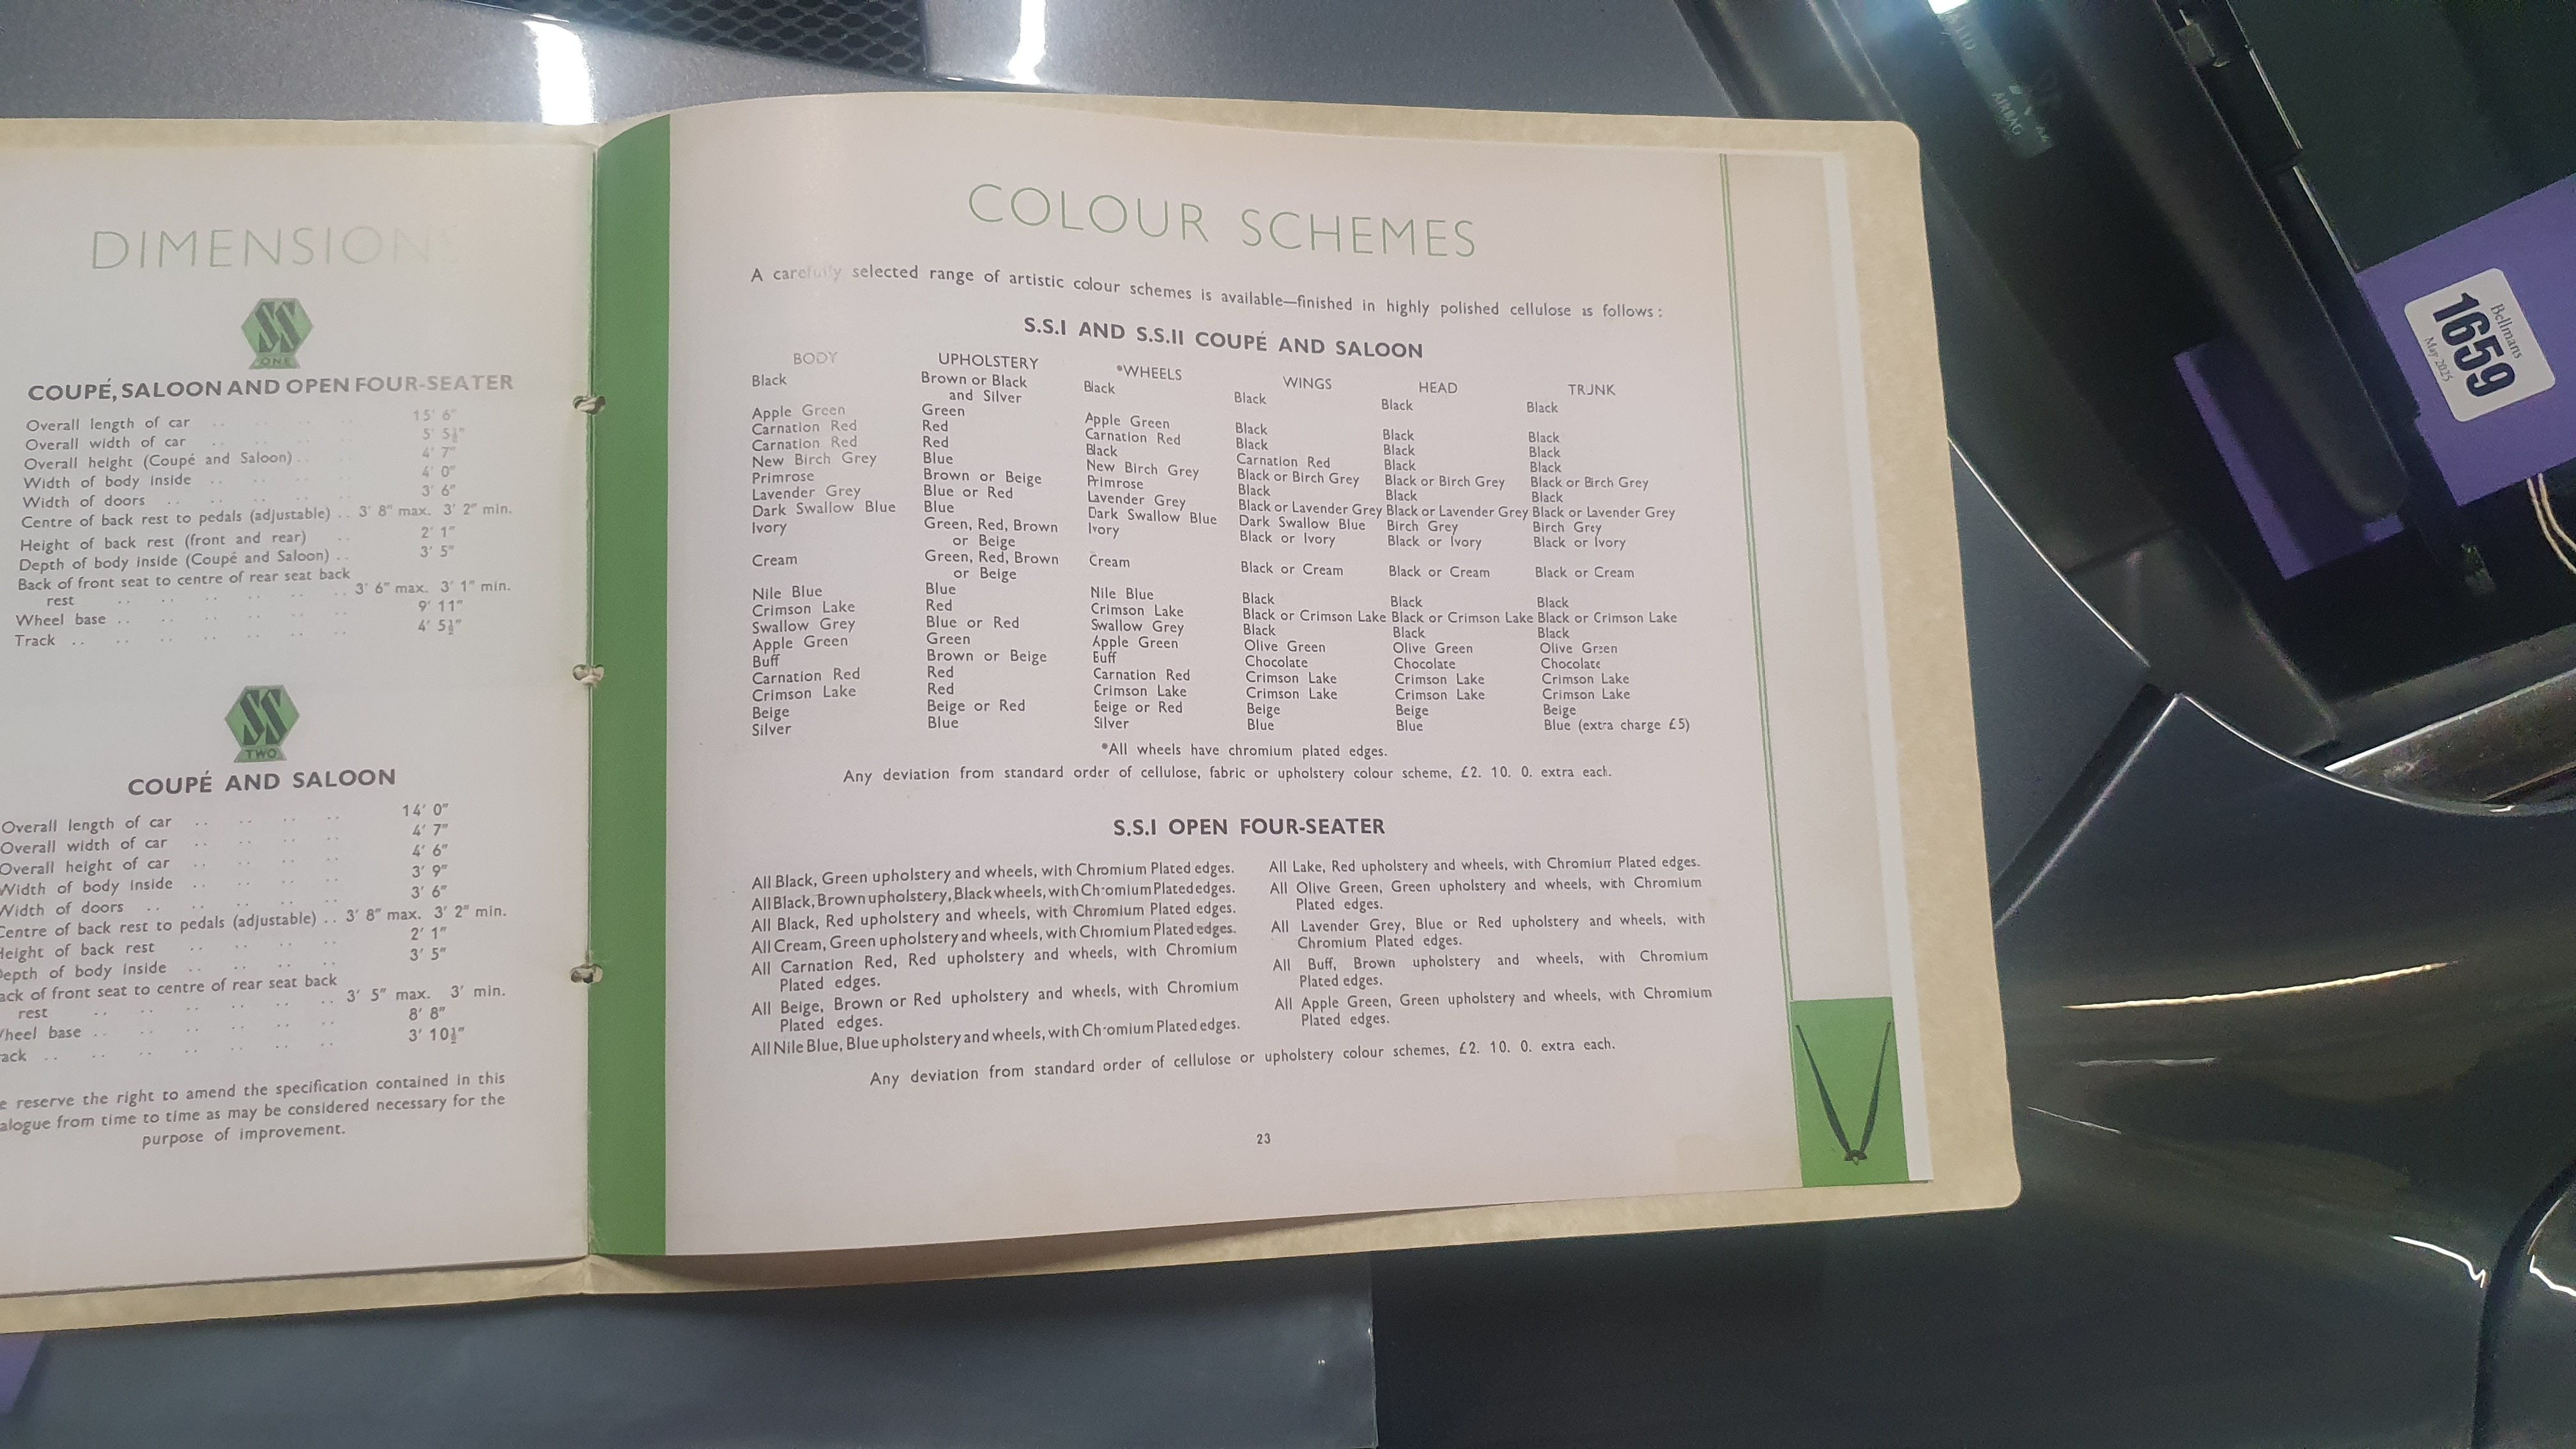 DIMENSIONS
SS
ONE
COUPÉ, SALOON AND OPEN FOUR-SEATER
Overall length of car .. .. .. .. 15′ 6″
Overall width of car .. .. .. .. 5′ 5½″
Overall height (Coupé and Saloon) .. .. 4′ 7″
Width of body inside .. .. .. .. 4′ 0″
Width of doors .. .. .. .. .. 3′ 6″
Centre of back rest to pedals (adjustable) .. 3′ 8″ max. 3′ 2″ min.
Height of back rest (front and rear) .. 2′ 1″
Depth of body inside (Coupé and Saloon) .. 3′ 5″
Back of front seat to centre of rear seat back
rest .. .. .. .. .. .. 3′ 6″ max. 3′ 1″ min.
Wheel base .. .. .. .. .. .. 9′ 11″
Track .. .. .. .. .. .. .. 4′ 5½″
SS
TWO
COUPÉ AND SALOON
Overall length of car .. .. .. .. 14′ 0″
Overall width of car .. .. .. .. 4′ 7″
Overall height of car .. .. .. .. 4′ 6″
Width of body inside .. .. .. .. 3′ 9″
Width of doors .. .. .. .. .. 3′ 6″
Centre of back rest to pedals (adjustable) .. 3′ 8″ max. 3′ 2″ min.
Height of back rest .. .. .. .. 2′ 1″
Depth of body inside .. .. .. .. 3′ 5″
ack of front seat to centre of rear seat back
rest .. .. .. .. .. .. 3′ 5″ max. 3′ min.
heel base .. .. .. .. .. .. 8′ 8″
ack .. .. .. .. .. .. .. 3′ 10½″
e reserve the right to amend the specification contained in this
alogue from time to time as may be considered necessary for the
purpose of improvement.
COLOUR SCHEMES
A carefully selected range of artistic colour schemes is available—finished in highly polished cellulose as follows :
S.S.I AND S.S.II COUPÉ AND SALOON
BODY UPHOLSTERY *WHEELS WINGS HEAD TRUNK
Black Brown or Black Black Black Black Black
and Silver
Apple Green Green Apple Green Black Black Black
Carnation Red Red Carnation Red Black Black Black
Carnation Red Red Black Carnation Red Black Black
New Birch Grey Blue New Birch Grey Black or Birch Grey Black or Birch Grey Black or Birch Grey
Primrose Brown or Beige Primrose Black Black Black
Lavender Grey Blue or Red Lavender Grey Black or Lavender Grey Black or Lavender Grey Black or Lavender Grey
Dark Swallow Blue Blue Dark Swallow Blue Dark Swallow Blue Birch Grey Birch Grey
Ivory Green, Red, Brown Ivory Black or Ivory Black or Ivory Black or Ivory
or Beige
Cream Green, Red, Brown Cream Black or Cream Black or Cream Black or Cream
or Beige
Nile Blue Blue Nile Blue Black Black Black
Crimson Lake Red Crimson Lake Black or Crimson Lake Black or Crimson Lake Black or Crimson Lake
Swallow Grey Blue or Red Swallow Grey Black Black Black
Apple Green Green Apple Green Olive Green Olive Green Olive Green
Buff Brown or Beige Buff Chocolate Chocolate Chocolate
Carnation Red Red Carnation Red Crimson Lake Crimson Lake Crimson Lake
Crimson Lake Red Crimson Lake Crimson Lake Crimson Lake Crimson Lake
Beige Beige or Red Beige or Red Beige Beige Beige
Silver Blue Silver Blue Blue Blue (extra charge £5)
*All wheels have chromium plated edges.
Any deviation from standard order of cellulose, fabric or upholstery colour scheme, £2. 10. 0. extra each.
S.S.I OPEN FOUR-SEATER
All Black, Green upholstery and wheels, with Chromium Plated edges.
All Black, Brown upholstery, Black wheels, with Chromium Plated edges.
All Black, Red upholstery and wheels, with Chromium Plated edges.
All Cream, Green upholstery and wheels, with Chromium Plated edges.
All Carnation Red, Red upholstery and wheels, with Chromium
Plated edges.
All Beige, Brown or Red upholstery and wheels, with Chromium
Plated edges.
All Nile Blue, Blue upholstery and wheels, with Chromium Plated edges.
All Lake, Red upholstery and wheels, with Chromium Plated edges.
All Olive Green, Green upholstery and wheels, with Chromium
Plated edges.
All Lavender Grey, Blue or Red upholstery and wheels, with
Chromium Plated edges.
All Buff, Brown upholstery and wheels, with Chromium
Plated edges.
All Apple Green, Green upholstery and wheels, with Chromium
Plated edges.
Any deviation from standard order of cellulose or upholstery colour schemes, £2. 10. 0. extra each.
23
AIRBAG
Bellmans
1659
May 2025